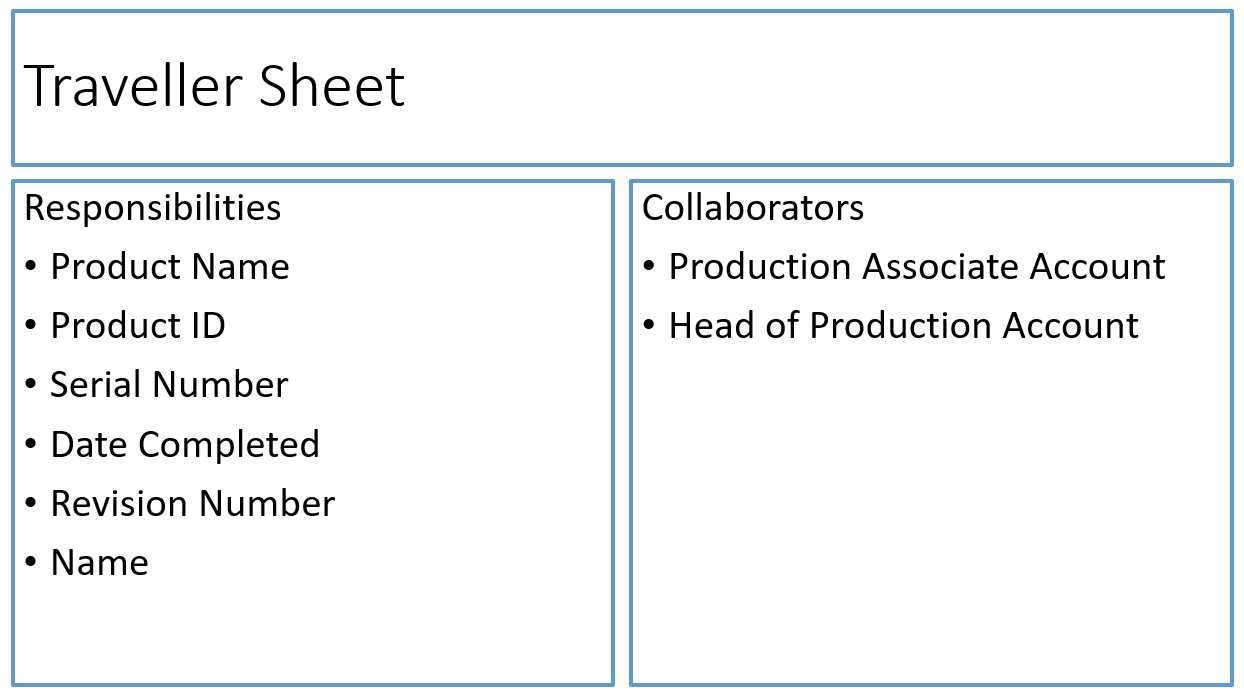 Traveller Sheet
Responsibilities
• Product Name
• Product ID
• Serial Number
• Date Completed
• Revision Number
• Name
Collaborators
• Production Associate Account
• Head of Production Account